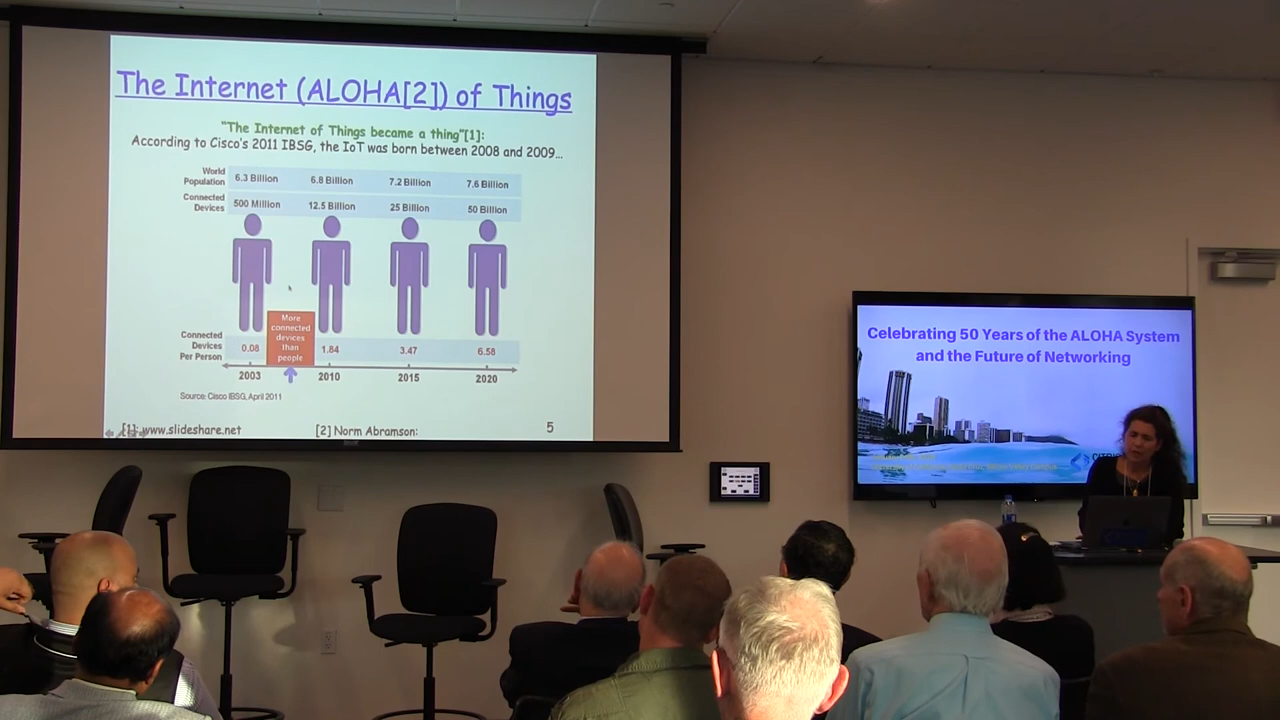 The Internet (ALOHA[2]) of Things
"The Internet of Things became a thing"[1]:
According to Cisco's 2011 IBSG, the IoT was born between 2008 and 2009...
World Population 6.3 Billion 6.8 Billion 7.2 Billion 7.6 Billion
Connected Devices 500 Million 12.5 Billion 25 Billion 50 Billion
More
connected
devices
than
people
Connected Devices Per Person 0.08 1.84 3.47 6.58
2003 2010 2015 2020
Source: Cisco IBSG, April 2011
[1]: www.slideshare.net [2] Norm Abramson: 5
Celebrating 50 Years of the ALOHA System
and the Future of Networking